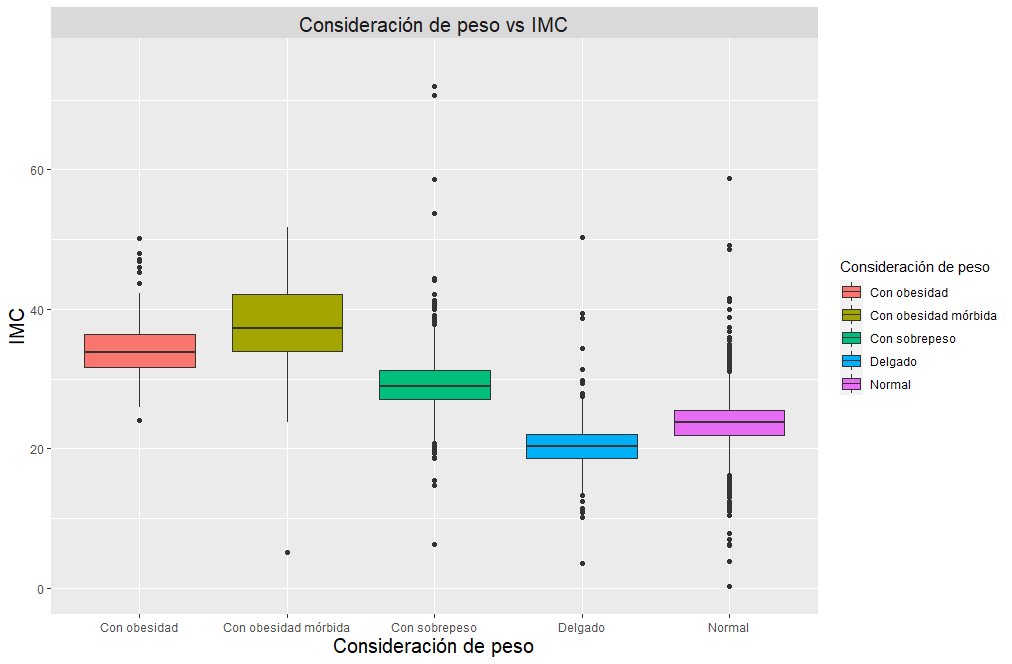 Consideración de peso vs IMC
IMC
60
40
20
0
Con obesidad
Con obesidad mórbida
Con sobrepeso
Delgado
Normal
Consideración de peso
Consideración de peso
Con obesidad
Con obesidad mórbida
Con sobrepeso
Delgado
Normal